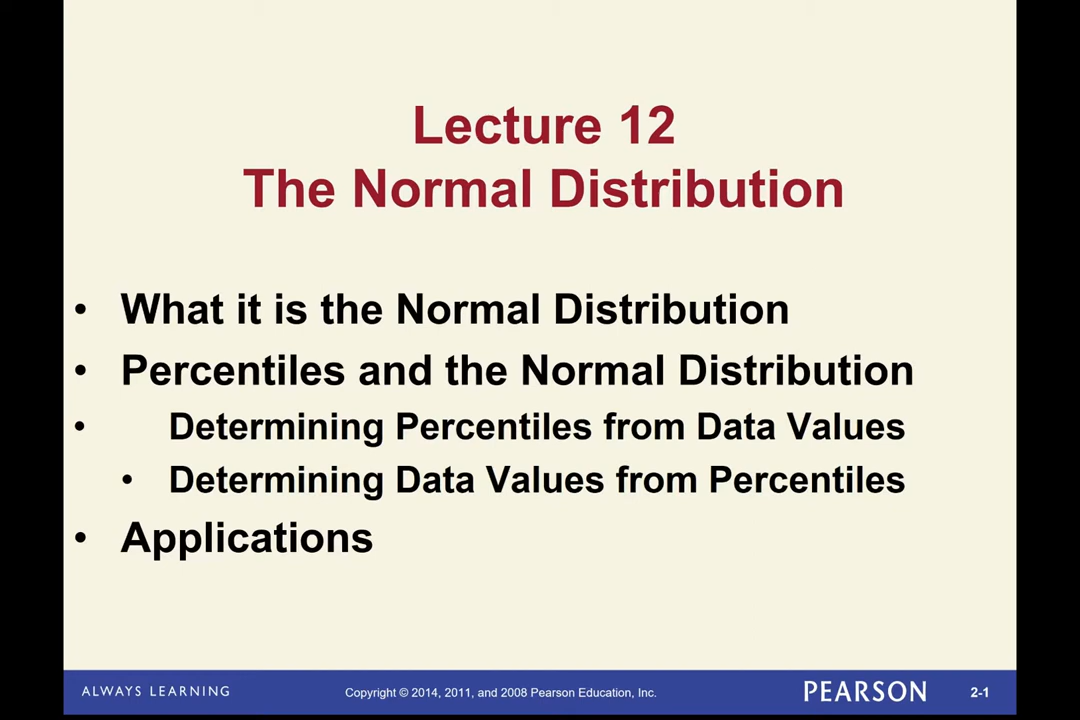 Lecture 12
The Normal Distribution
• What it is the Normal Distribution
• Percentiles and the Normal Distribution
• Determining Percentiles from Data Values
• Determining Data Values from Percentiles
• Applications
ALWAYS LEARNING
Copyright © 2014, 2011, and 2008 Pearson Education, Inc.
PEARSON
2-1